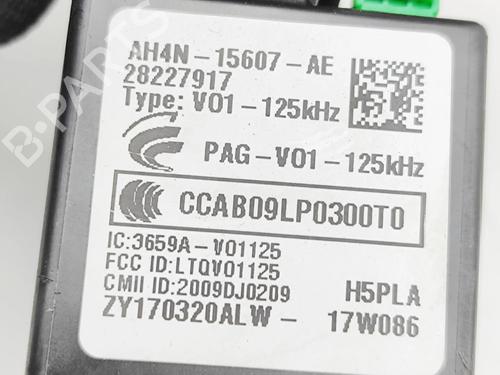 AH4N-15607-AE
28227917
Type: V01-125kHz
PAG-V01-125kHz
CCAB09LP0300T0
IC:3659A-V01125
FCC ID:LTQV01125
CMII ID:2009DJ0209 H5PLA
ZY170320ALW- 17W086
B-PARTS